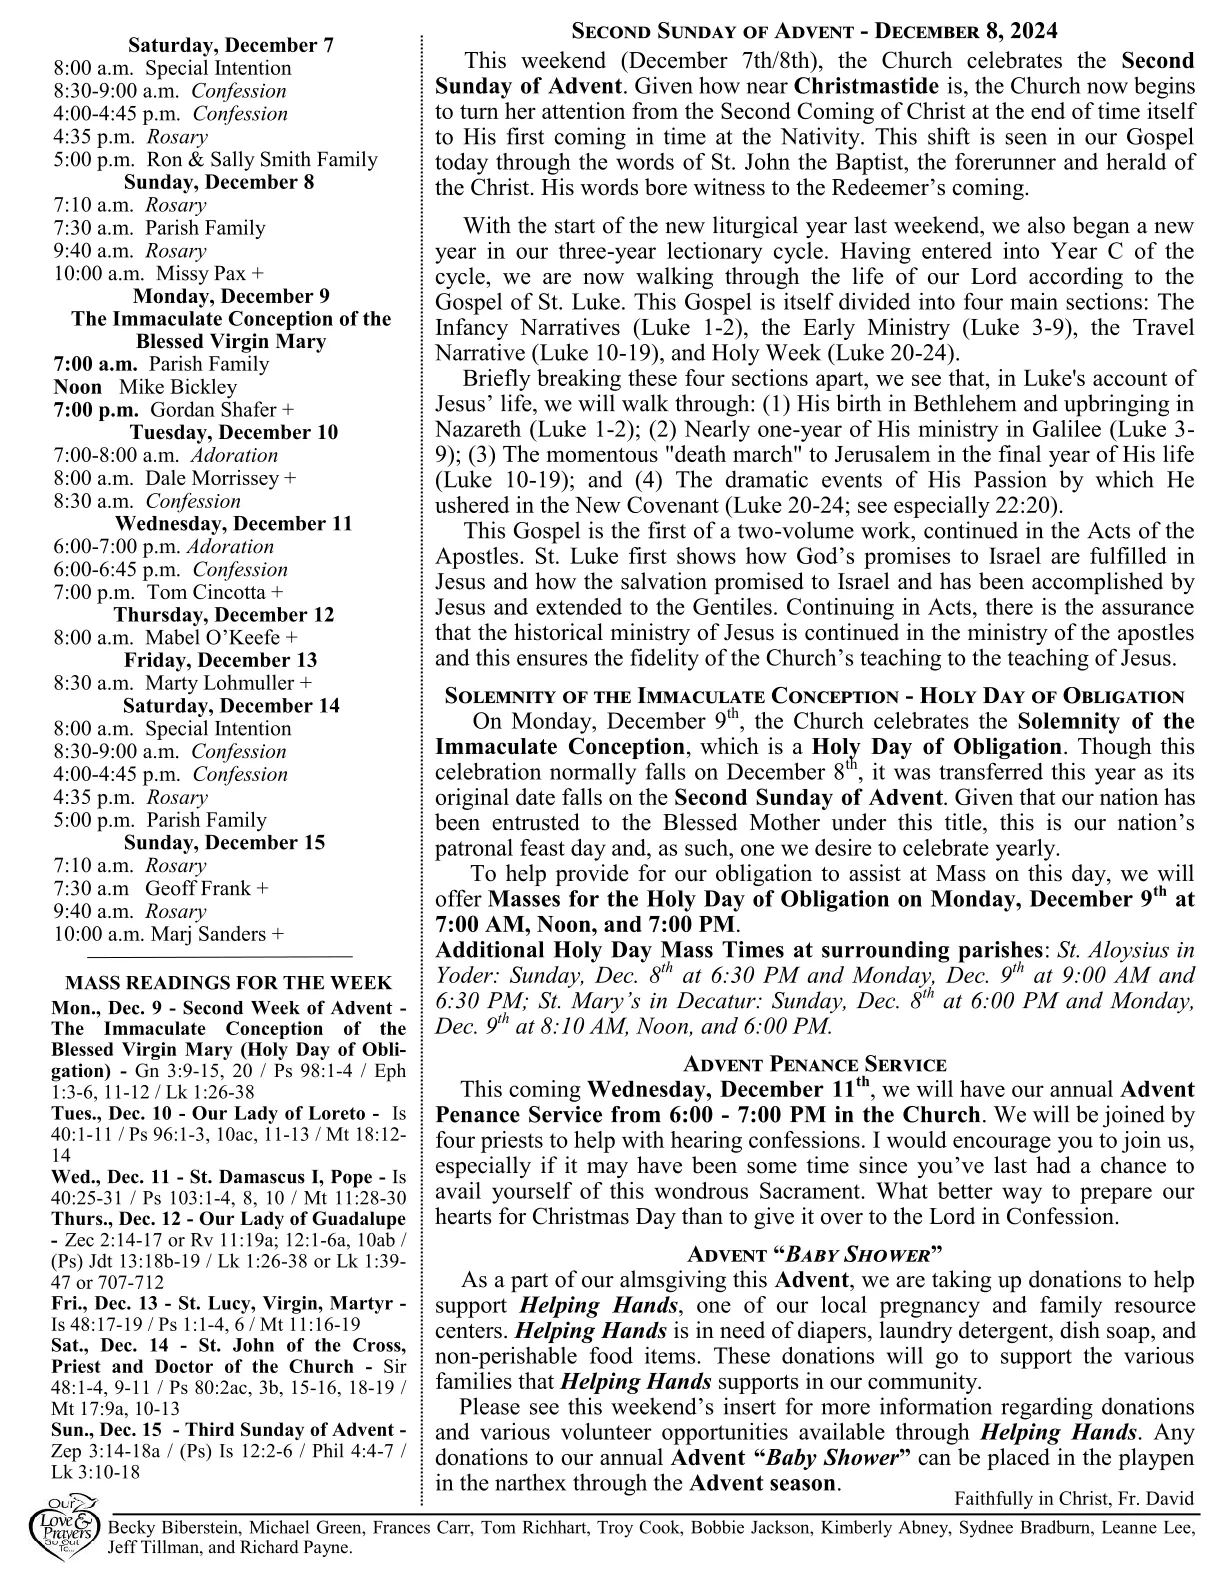 Saturday, December 7
8:00 a.m.  Special Intention
8:30-9:00 a.m.  Confession
4:00-4:45 p.m.  Confession
4:35 p.m.  Rosary
5:00 p.m.  Ron & Sally Smith Family
Sunday, December 8
7:10 a.m.  Rosary
7:30 a.m.  Parish Family
9:40 a.m.  Rosary
10:00 a.m.  Missy Pax +
Monday, December 9
The Immaculate Conception of the
Blessed Virgin Mary
7:00 a.m.  Parish Family
Noon   Mike Bickley
7:00 p.m.  Gordan Shafer +
Tuesday, December 10
7:00-8:00 a.m.  Adoration
8:00 a.m.  Dale Morrissey +
8:30 a.m.  Confession
Wednesday, December 11
6:00-7:00 p.m. Adoration
6:00-6:45 p.m.  Confession
7:00 p.m.  Tom Cincotta +
Thursday, December 12
8:00 a.m.  Mabel O’Keefe +
Friday, December 13
8:30 a.m.  Marty Lohmuller +
Saturday, December 14
8:00 a.m.  Special Intention
8:30-9:00 a.m.  Confession
4:00-4:45 p.m.  Confession
4:35 p.m.  Rosary
5:00 p.m.  Parish Family
Sunday, December 15
7:10 a.m.  Rosary
7:30 a.m   Geoff Frank +
9:40 a.m.  Rosary
10:00 a.m. Marj Sanders +
MASS READINGS FOR THE WEEK
Mon., Dec. 9 - Second Week of Advent -
The Immaculate Conception of the
Blessed Virgin Mary (Holy Day of Obli-
gation) - Gn 3:9-15, 20 / Ps 98:1-4 / Eph
1:3-6, 11-12 / Lk 1:26-38
Tues., Dec. 10 - Our Lady of Loreto -  Is
40:1-11 / Ps 96:1-3, 10ac, 11-13 / Mt 18:12-
14
Wed., Dec. 11 - St. Damascus I, Pope - Is
40:25-31 / Ps 103:1-4, 8, 10 / Mt 11:28-30
Thurs., Dec. 12 - Our Lady of Guadalupe
- Zec 2:14-17 or Rv 11:19a; 12:1-6a, 10ab /
(Ps) Jdt 13:18b-19 / Lk 1:26-38 or Lk 1:39-
47 or 707-712
Fri., Dec. 13 - St. Lucy, Virgin, Martyr -
Is 48:17-19 / Ps 1:1-4, 6 / Mt 11:16-19
Sat., Dec. 14 - St. John of the Cross,
Priest and Doctor of the Church - Sir
48:1-4, 9-11 / Ps 80:2ac, 3b, 15-16, 18-19 /
Mt 17:9a, 10-13
Sun., Dec. 15  - Third Sunday of Advent -
Zep 3:14-18a / (Ps) Is 12:2-6 / Phil 4:4-7 /
Lk 3:10-18
SECOND SUNDAY OF ADVENT - DECEMBER 8, 2024
This weekend (December 7th/8th), the Church celebrates the Second
Sunday of Advent. Given how near Christmastide is, the Church now begins
to turn her attention from the Second Coming of Christ at the end of time itself
to His first coming in time at the Nativity. This shift is seen in our Gospel
today through the words of St. John the Baptist, the forerunner and herald of
the Christ. His words bore witness to the Redeemer’s coming.
With the start of the new liturgical year last weekend, we also began a new
year in our three-year lectionary cycle. Having entered into Year C of the
cycle, we are now walking through the life of our Lord according to the
Gospel of St. Luke. This Gospel is itself divided into four main sections: The
Infancy Narratives (Luke 1-2), the Early Ministry (Luke 3-9), the Travel
Narrative (Luke 10-19), and Holy Week (Luke 20-24).
Briefly breaking these four sections apart, we see that, in Luke's account of
Jesus’ life, we will walk through: (1) His birth in Bethlehem and upbringing in
Nazareth (Luke 1-2); (2) Nearly one-year of His ministry in Galilee (Luke 3-
9); (3) The momentous "death march" to Jerusalem in the final year of His life
(Luke 10-19); and (4) The dramatic events of His Passion by which He
ushered in the New Covenant (Luke 20-24; see especially 22:20).
This Gospel is the first of a two-volume work, continued in the Acts of the
Apostles. St. Luke first shows how God’s promises to Israel are fulfilled in
Jesus and how the salvation promised to Israel and has been accomplished by
Jesus and extended to the Gentiles. Continuing in Acts, there is the assurance
that the historical ministry of Jesus is continued in the ministry of the apostles
and this ensures the fidelity of the Church’s teaching to the teaching of Jesus.
SOLEMNITY OF THE IMMACULATE CONCEPTION - HOLY DAY OF OBLIGATION
On Monday, December 9th, the Church celebrates the Solemnity of the
Immaculate Conception, which is a Holy Day of Obligation. Though this
celebration normally falls on December 8th, it was transferred this year as its
original date falls on the Second Sunday of Advent. Given that our nation has
been entrusted to the Blessed Mother under this title, this is our nation’s
patronal feast day and, as such, one we desire to celebrate yearly.
To help provide for our obligation to assist at Mass on this day, we will
offer Masses for the Holy Day of Obligation on Monday, December 9th at
7:00 AM, Noon, and 7:00 PM.
Additional Holy Day Mass Times at surrounding parishes: St. Aloysius in
Yoder: Sunday, Dec. 8th at 6:30 PM and Monday, Dec. 9th at 9:00 AM and
6:30 PM; St. Mary’s in Decatur: Sunday, Dec. 8th at 6:00 PM and Monday,
Dec. 9th at 8:10 AM, Noon, and 6:00 PM.
ADVENT PENANCE SERVICE
This coming Wednesday, December 11th, we will have our annual Advent
Penance Service from 6:00 - 7:00 PM in the Church. We will be joined by
four priests to help with hearing confessions. I would encourage you to join us,
especially if it may have been some time since you’ve last had a chance to
avail yourself of this wondrous Sacrament. What better way to prepare our
hearts for Christmas Day than to give it over to the Lord in Confession.
ADVENT “BABY SHOWER”
As a part of our almsgiving this Advent, we are taking up donations to help
support Helping Hands, one of our local pregnancy and family resource
centers. Helping Hands is in need of diapers, laundry detergent, dish soap, and
non-perishable food items. These donations will go to support the various
families that Helping Hands supports in our community.
Please see this weekend’s insert for more information regarding donations
and various volunteer opportunities available through Helping Hands. Any
donations to our annual Advent “Baby Shower” can be placed in the playpen
in the narthex through the Advent season.
Faithfully in Christ, Fr. David
Our
Love &
Prayers
Go Out
To...
Becky Biberstein, Michael Green, Frances Carr, Tom Richhart, Troy Cook, Bobbie Jackson, Kimberly Abney, Sydnee Bradburn, Leanne Lee,
Jeff Tillman, and Richard Payne.